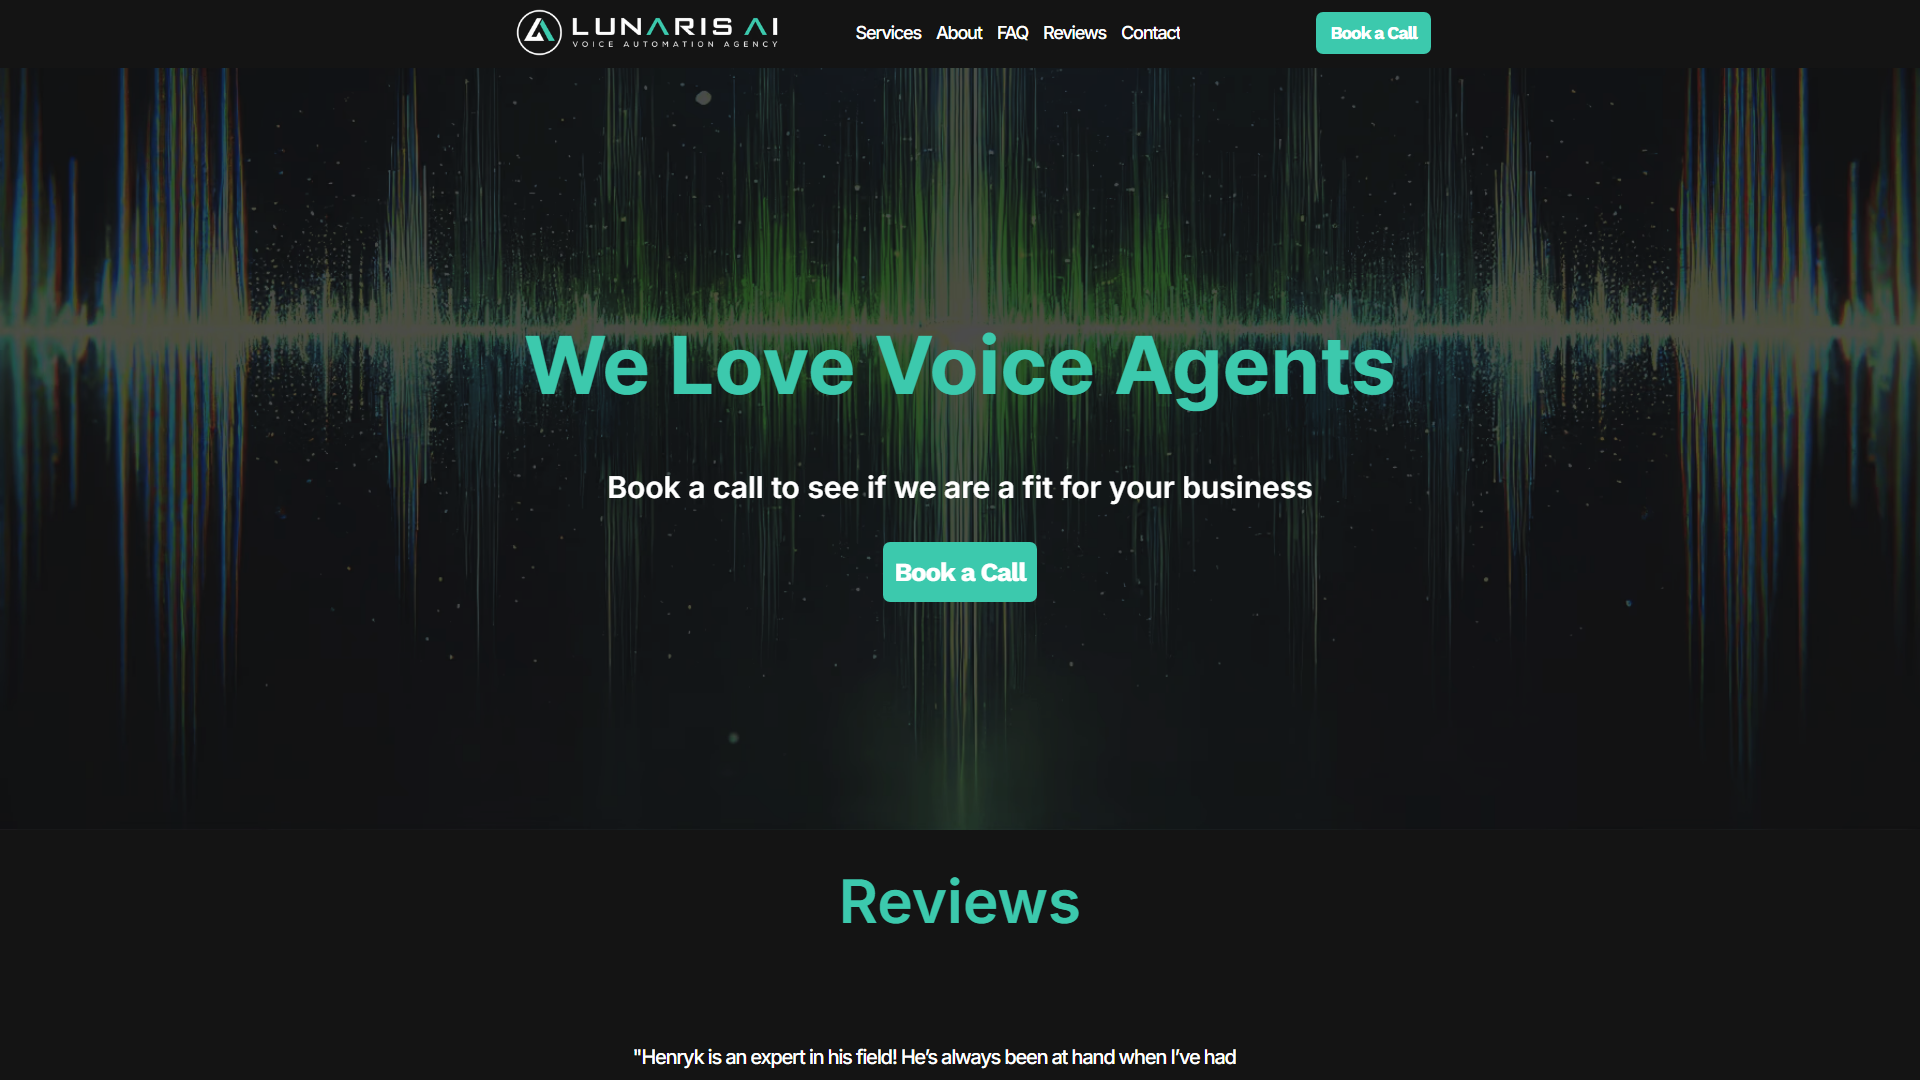 LUNARIS AI
VOICE AUTOMATION AGENCY
Services About FAQ Reviews Contact
Book a Call
We Love Voice Agents
Book a call to see if we are a fit for your business
Book a Call
Reviews
"Henryk is an expert in his field! He’s always been at hand when I’ve had